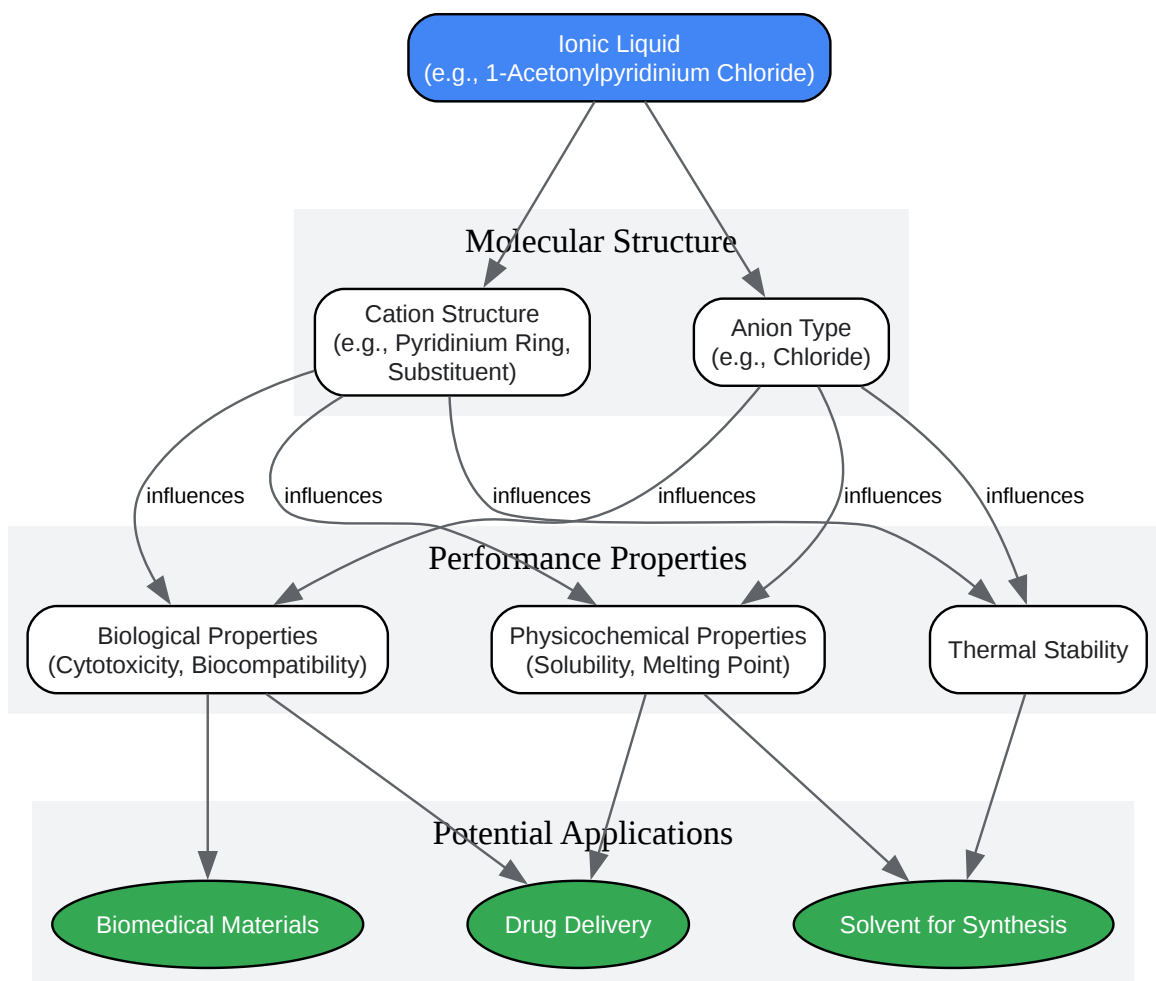 Ionic Liquid
(e.g., 1-Acetonylpyridinium Chloride)
Molecular Structure
Cation Structure
(e.g., Pyridinium Ring,
Substituent)
Anion Type
(e.g., Chloride)
influences
influences
influences
influences
influences
influences
Performance Properties
Biological Properties
(Cytotoxicity, Biocompatibility)
Physicochemical Properties
(Solubility, Melting Point)
Thermal Stability
Potential Applications
Biomedical Materials
Drug Delivery
Solvent for Synthesis